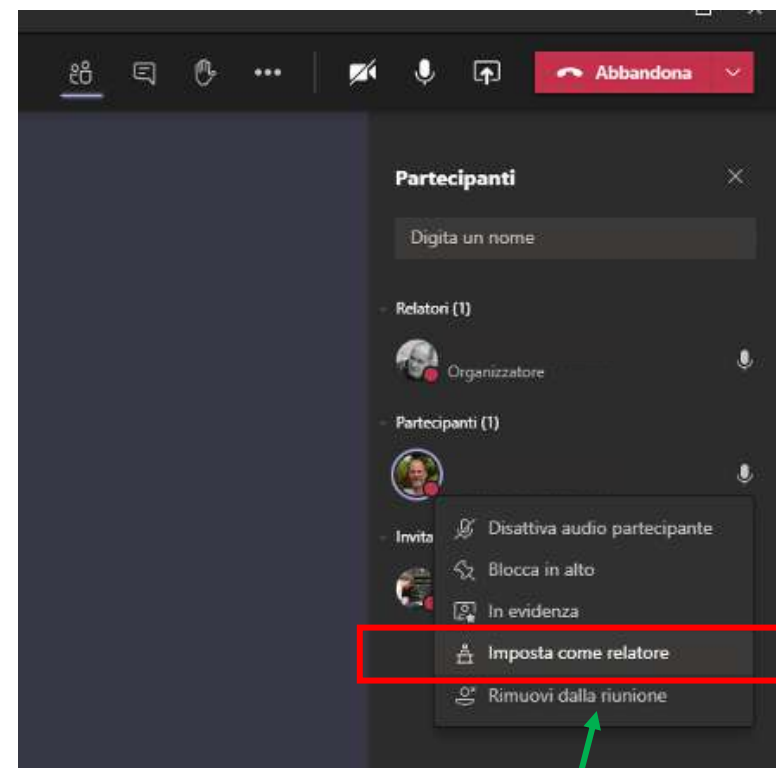 Abbandona
Partecipanti
Digita un nome
Relatori (1)
Organizzatore
Partecipanti (1)
Disattiva audio partecipante
Invita
Blocca in alto
In evidenza
Imposta come relatore
Rimuovi dalla riunione